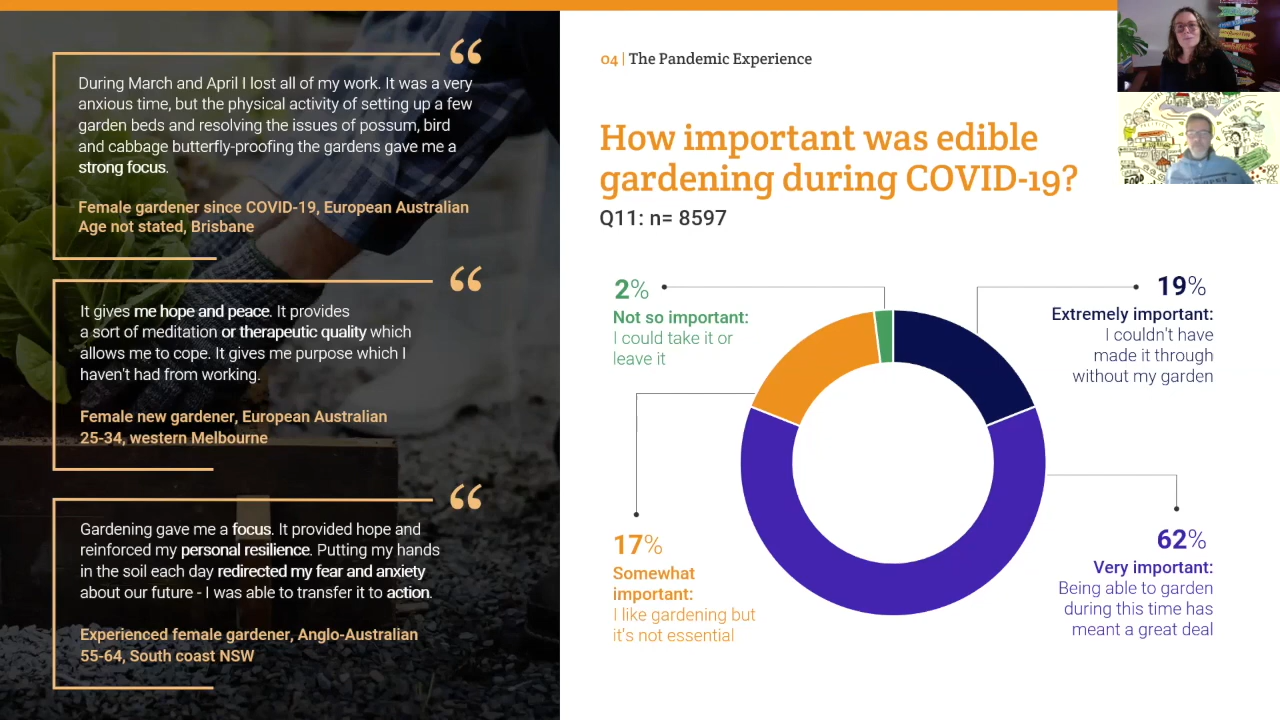 During March and April I lost all of my work. It was a very
anxious time, but the physical activity of setting up a few
garden beds and resolving the issues of possum, bird
and cabbage butterfly-proofing the gardens gave me a
strong focus.
Female gardener since COVID-19, European Australian
Age not stated, Brisbane
It gives me hope and peace. It provides
a sort of meditation or therapeutic quality which
allows me to cope. It gives me purpose which I
haven't had from working.
Female new gardener, European Australian
25-34, western Melbourne
Gardening gave me a focus. It provided hope and
reinforced my personal resilience. Putting my hands
in the soil each day redirected my fear and anxiety
about our future - I was able to transfer it to action.
Experienced female gardener, Anglo-Australian
55-64, South coast NSW
04 | The Pandemic Experience
How important was edible
gardening during COVID-19?
Q11: n= 8597
2%
Not so important:
I could take it or
leave it
19%
Extremely important:
I couldn't have
made it through
without my garden
17%
Somewhat
important:
I like gardening but
it's not essential
62%
Very important:
Being able to garden
during this time has
meant a great deal
FOOD